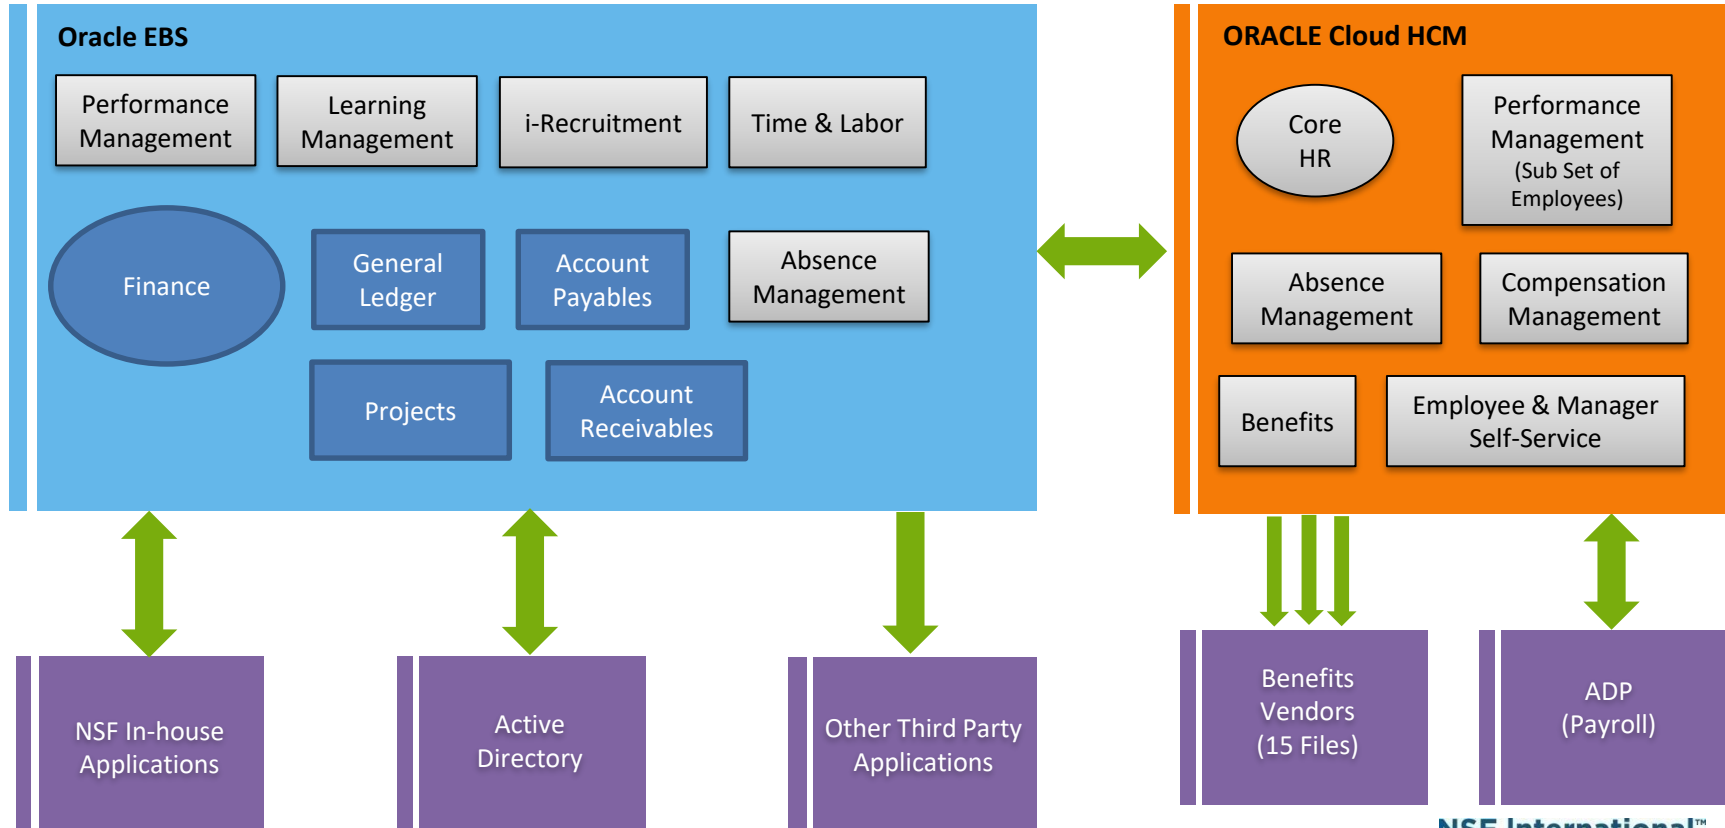 Oracle EBS
Performance
Management
Learning
Management
i-Recruitment
Time & Labor
Finance
General
Ledger
Account
Payables
Absence
Management
Projects
Account
Receivables
ORACLE Cloud HCM
Core
HR
Performance
Management
(Sub Set of
Employees)
Absence
Management
Compensation
Management
Benefits
Employee & Manager
Self-Service
NSF In-house
Applications
Active
Directory
Other Third Party
Applications
Benefits
Vendors
(15 Files)
ADP
(Payroll)
NSF International™